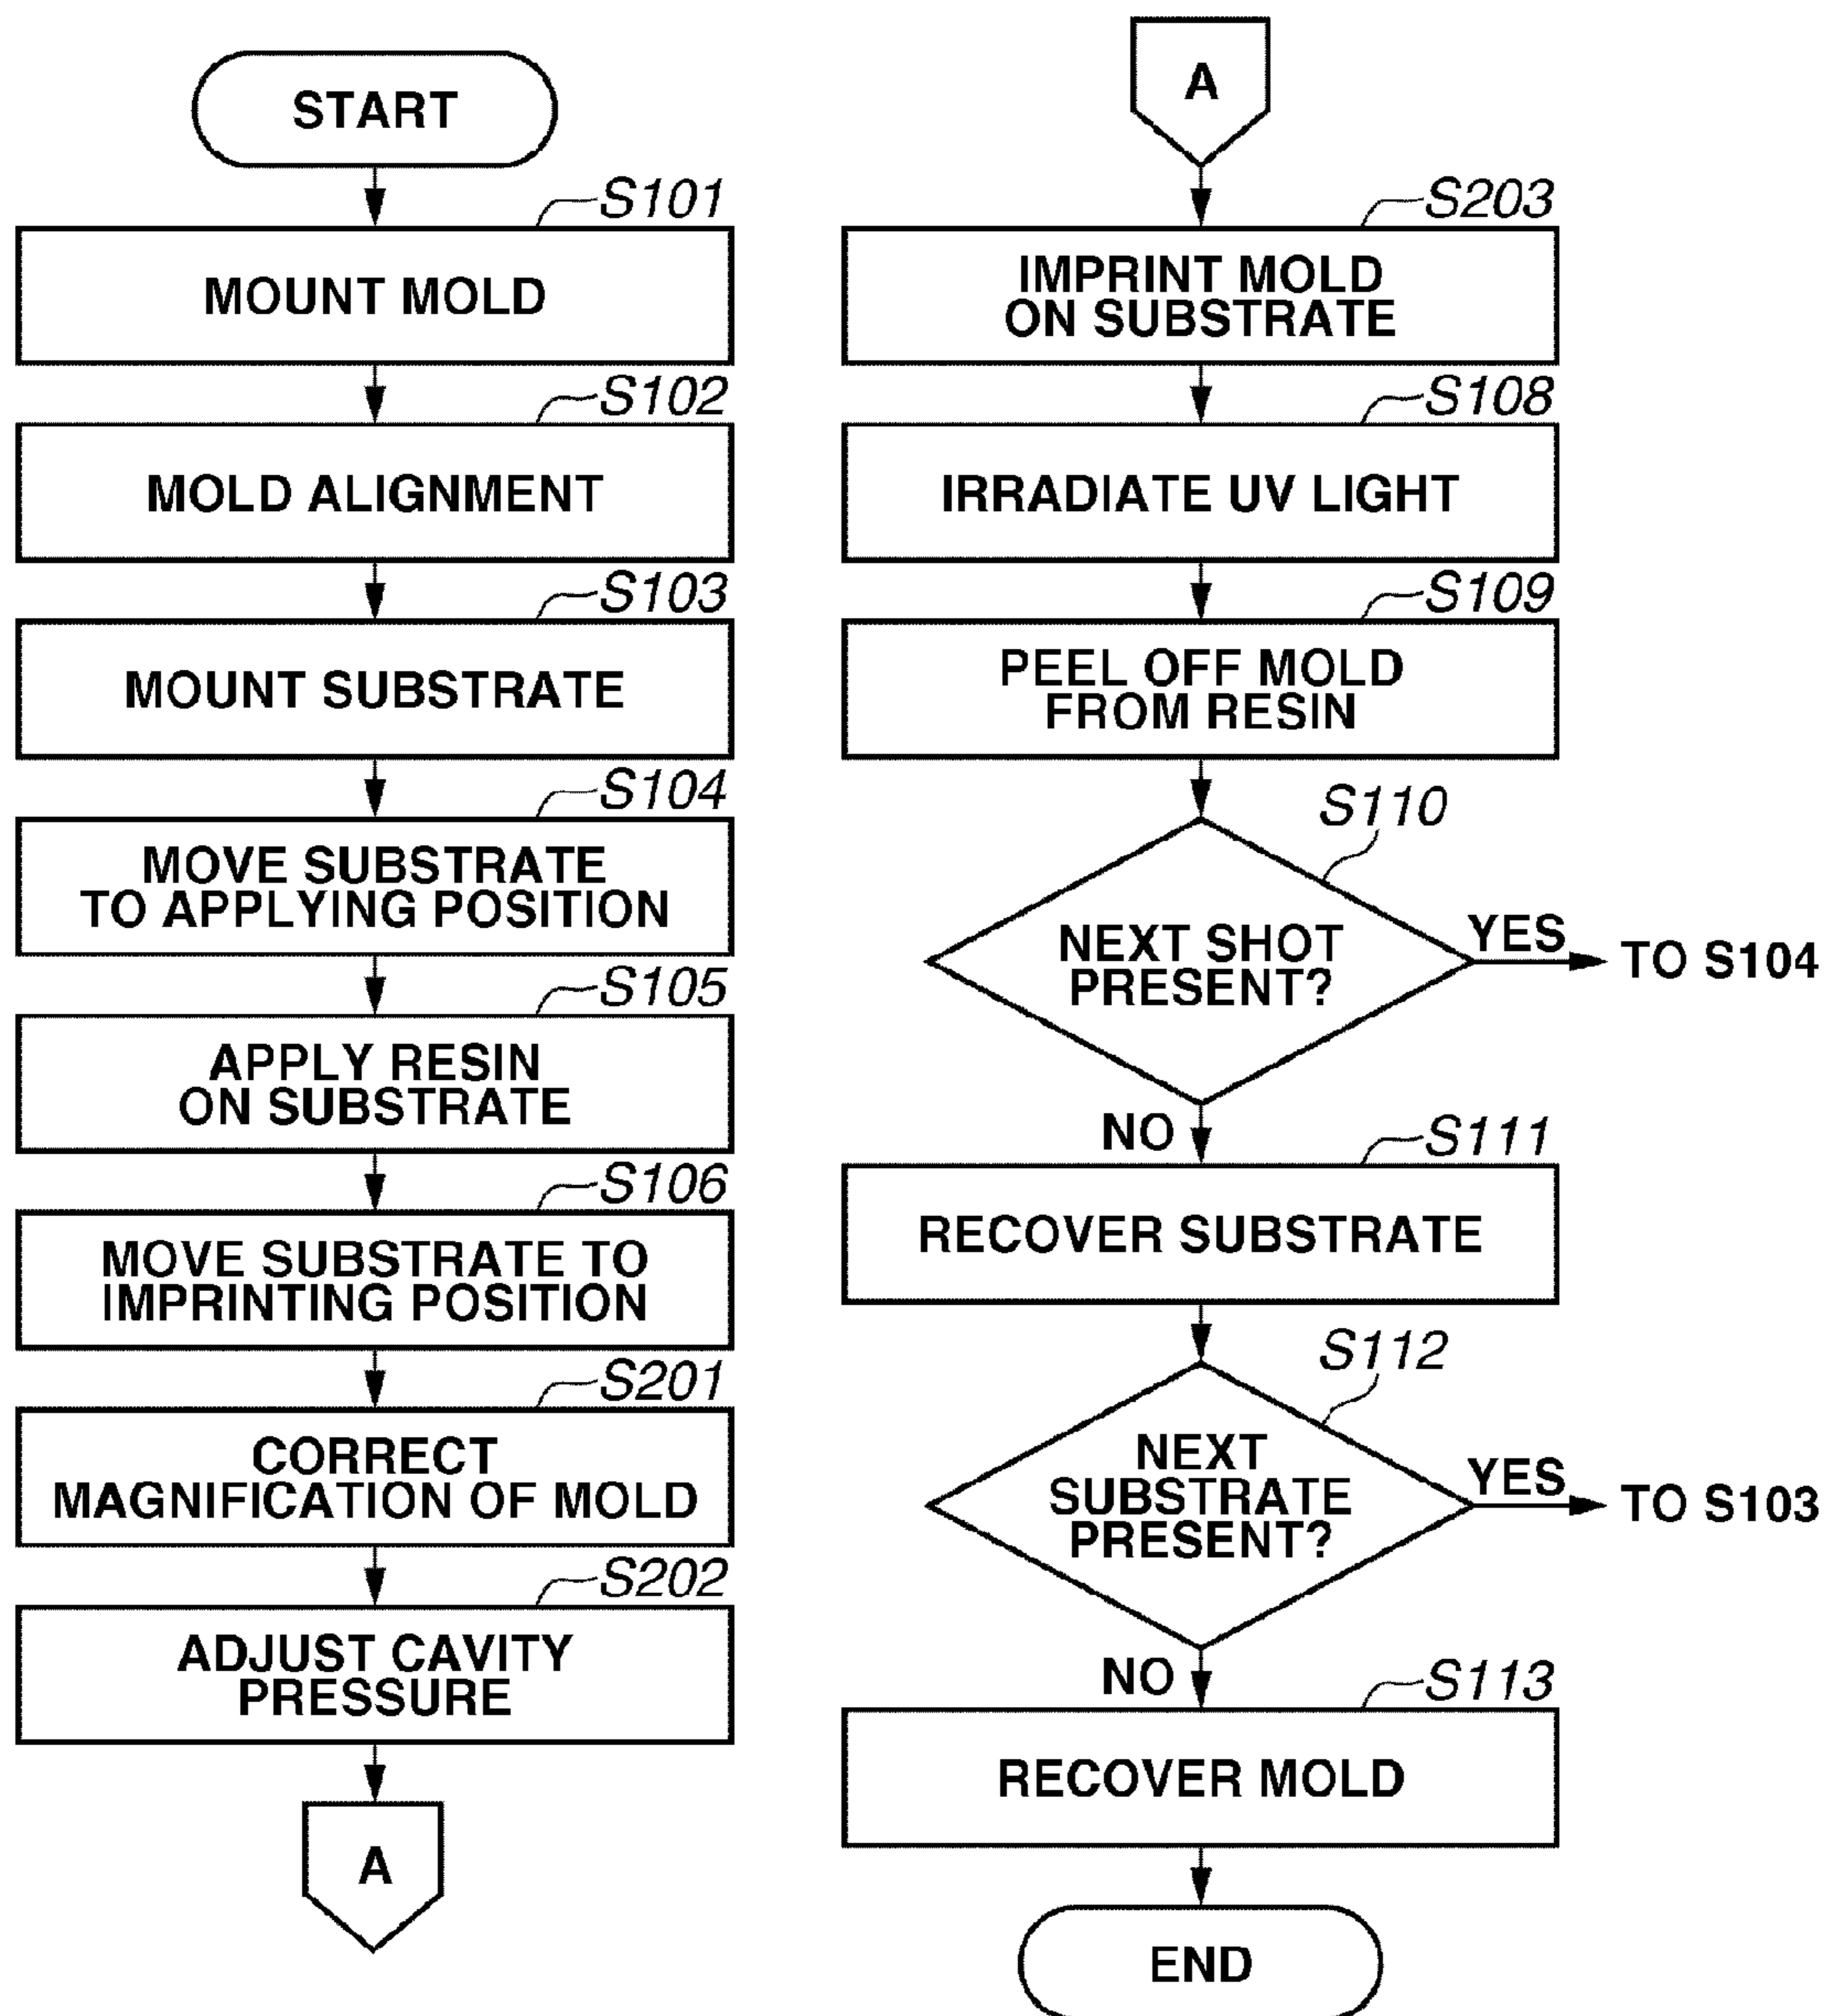 START
S101
MOUNT MOLD
S102
MOLD ALIGNMENT
S103
MOUNT SUBSTRATE
S104
MOVE SUBSTRATE
TO APPLYING POSITION
S105
APPLY RESIN
ON SUBSTRATE
S106
MOVE SUBSTRATE TO
IMPRINTING POSITION
S201
CORRECT
MAGNIFICATION OF MOLD
S202
ADJUST CAVITY
PRESSURE
A
A
S203
IMPRINT MOLD
ON SUBSTRATE
S108
IRRADIATE UV LIGHT
S109
PEEL OFF MOLD
FROM RESIN
S110
NEXT SHOT
PRESENT?
YES
TO S104
NO
S111
RECOVER SUBSTRATE
S112
NEXT
SUBSTRATE
PRESENT?
YES
TO S103
NO
S113
RECOVER MOLD
END